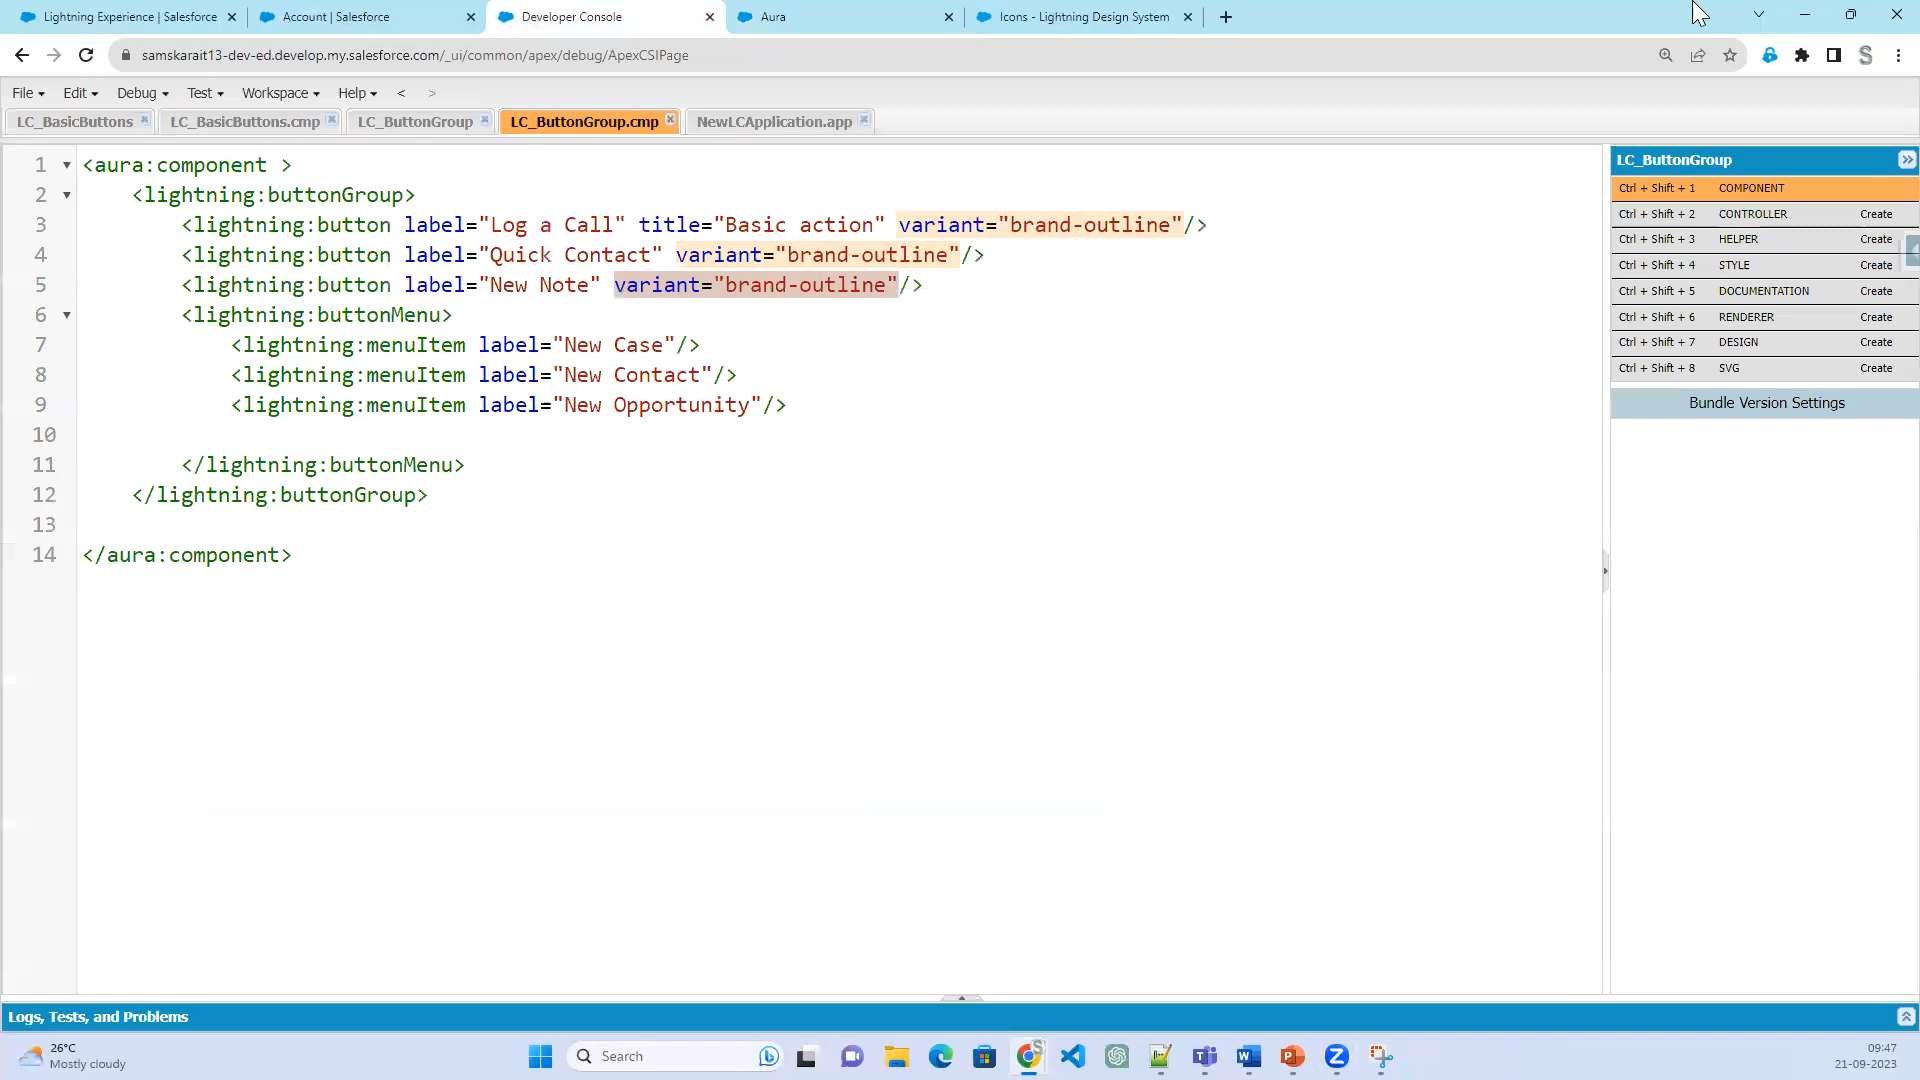 Lightning Experience | Salesforce
Account | Salesforce
Developer Console
Aura
Icons - Lightning Design System
samskarait13-dev-ed.develop.my.salesforce.com/_ui/common/apex/debug/ApexCSIPage
File Edit Debug Test Workspace Help < >
LC_BasicButtons LC_BasicButtons.cmp LC_ButtonGroup LC_ButtonGroup.cmp NewLCApplication.app
1 <aura:component >
2 <lightning:buttonGroup>
3 <lightning:button label="Log a Call" title="Basic action" variant="brand-outline"/>
4 <lightning:button label="Quick Contact" variant="brand-outline"/>
5 <lightning:button label="New Note" variant="brand-outline"/>
6 <lightning:buttonMenu>
7 <lightning:menuItem label="New Case"/>
8 <lightning:menuItem label="New Contact"/>
9 <lightning:menuItem label="New Opportunity"/>
10
11 </lightning:buttonMenu>
12 </lightning:buttonGroup>
13
14 </aura:component>
LC_ButtonGroup
Ctrl + Shift + 1 COMPONENT
Ctrl + Shift + 2 CONTROLLER Create
Ctrl + Shift + 3 HELPER Create
Ctrl + Shift + 4 STYLE Create
Ctrl + Shift + 5 DOCUMENTATION Create
Ctrl + Shift + 6 RENDERER Create
Ctrl + Shift + 7 DESIGN Create
Ctrl + Shift + 8 SVG Create
Bundle Version Settings
Logs, Tests, and Problems
26°C
Mostly cloudy
Search
09:47
21-09-2023